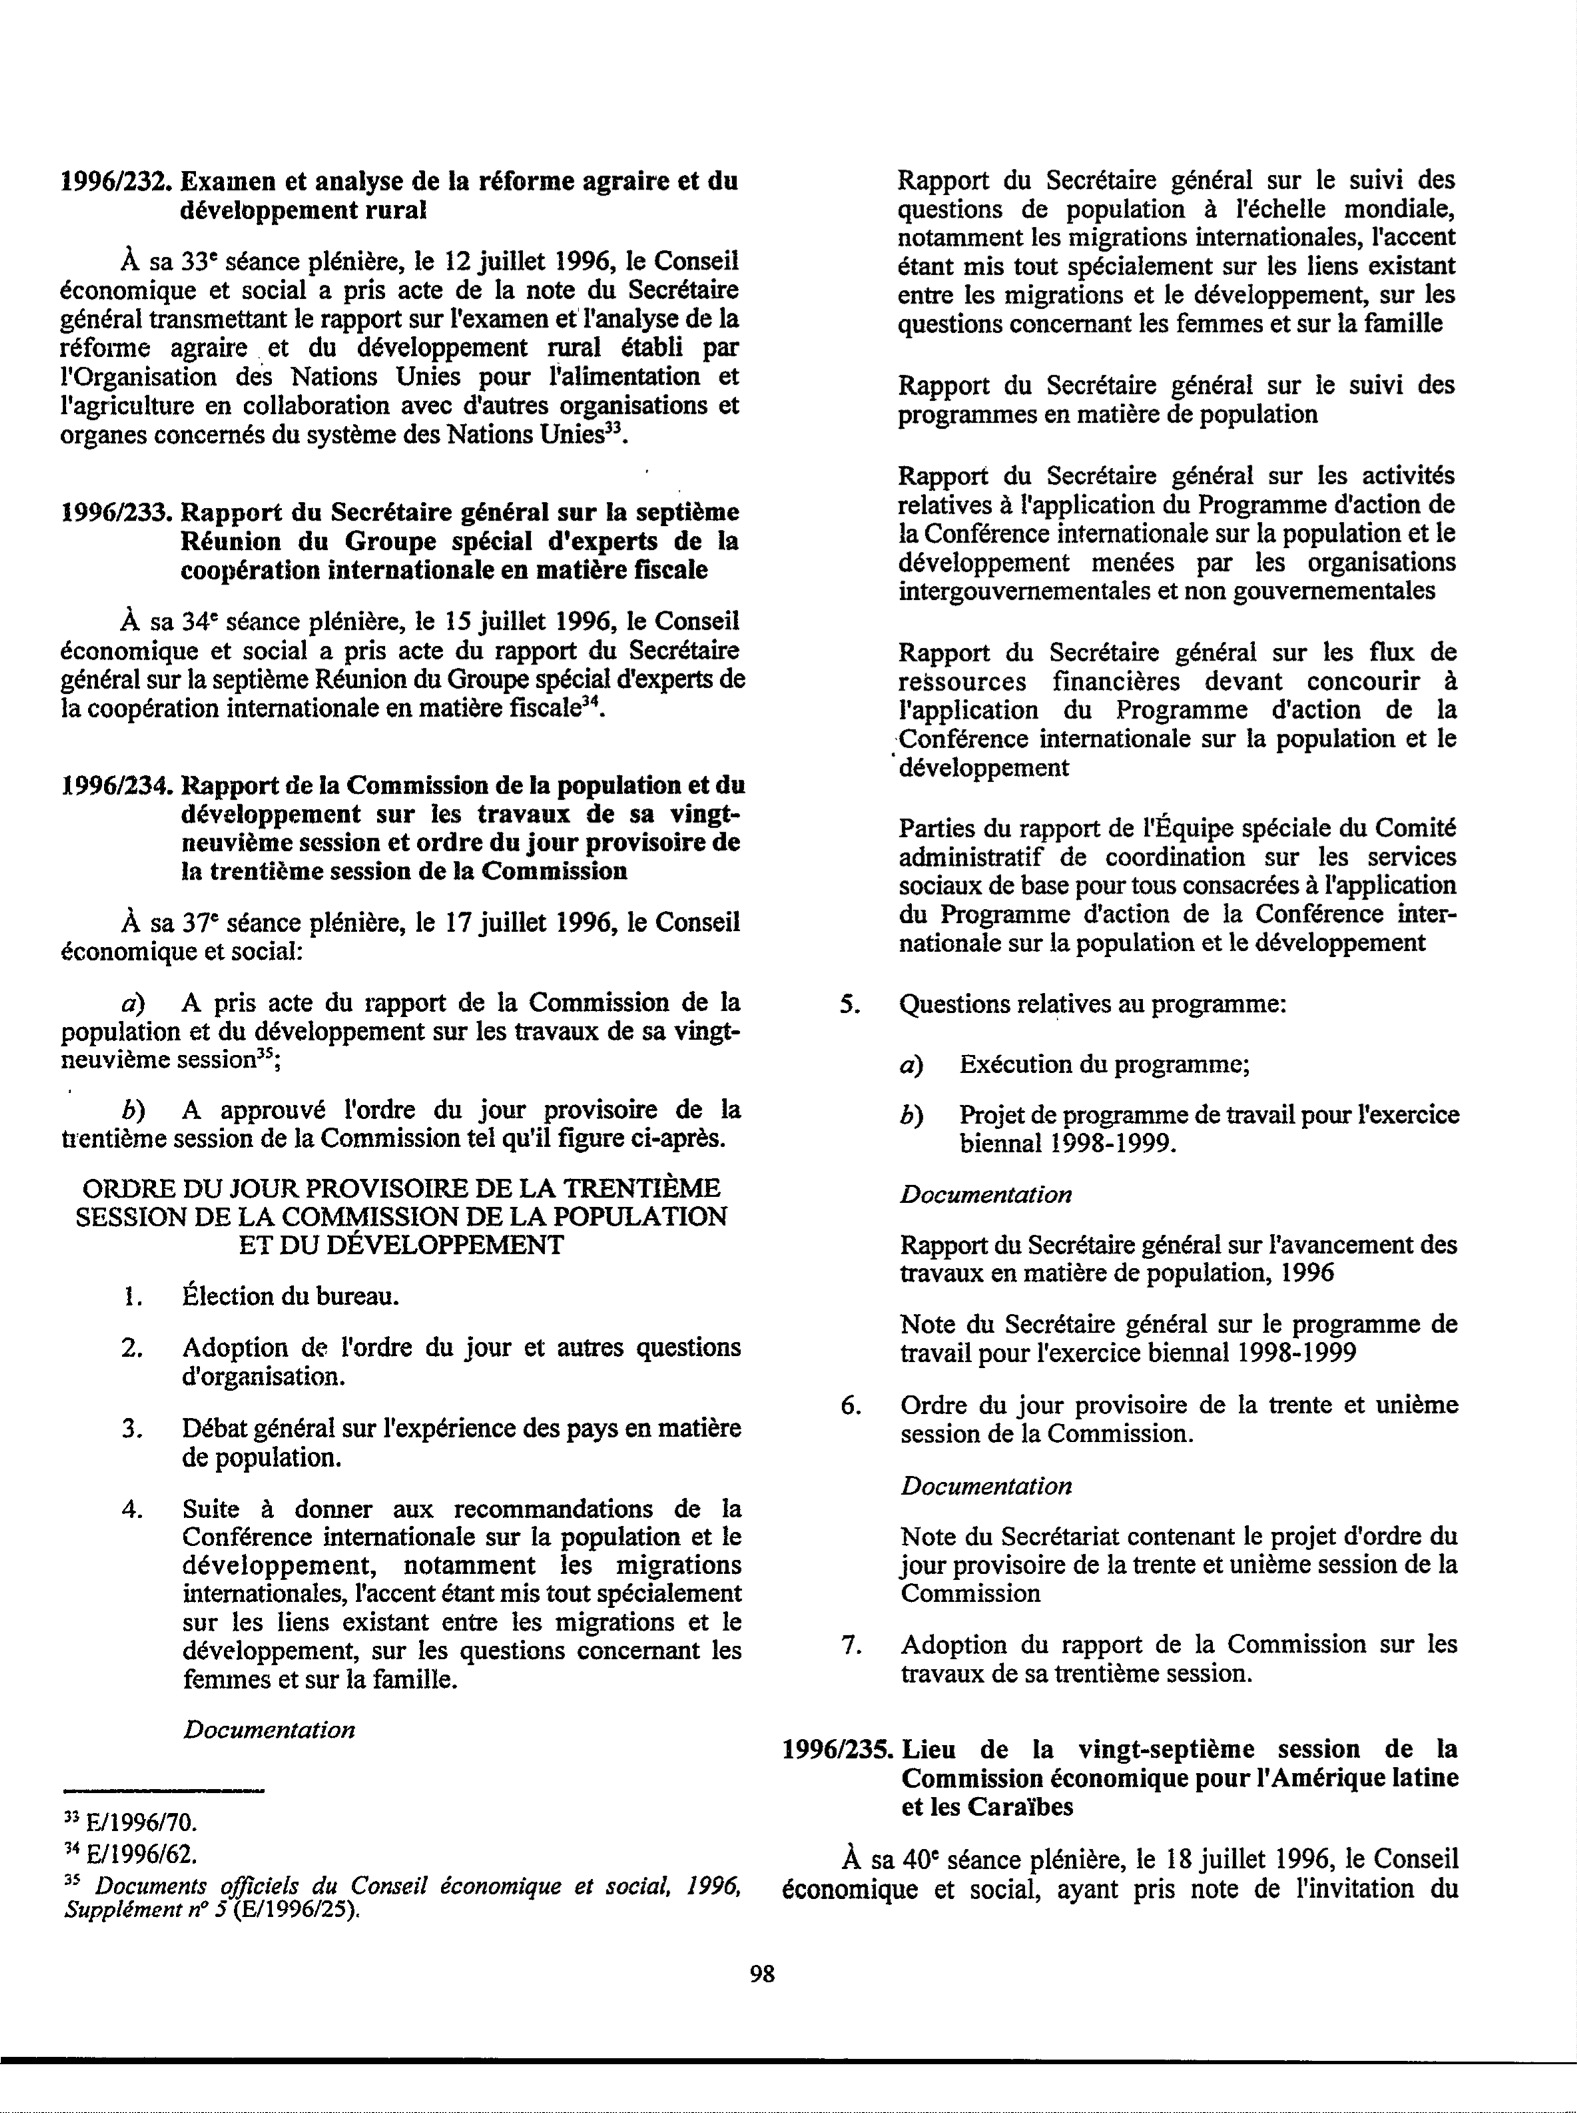 1996/232. Examen et analyse de la réforme agraire et du
développement rural
À sa 33e séance plénière, le 12 juillet 1996, le Conseil
économique et social a pris acte de la note du Secrétaire
général transmettant le rapport sur l'examen et l'analyse de la
réforme agraire et du développement rural établi par
l'Organisation des Nations Unies pour l'alimentation et
l'agriculture en collaboration avec d'autres organisations et
organes concernés du système des Nations Unies33.
1996/233. Rapport du Secrétaire général sur la septième
Réunion du Groupe spécial d'experts de la
coopération internationale en matière fiscale
À sa 34e séance plénière, le 15 juillet 1996, le Conseil
économique et social a pris acte du rapport du Secrétaire
général sur la septième Réunion du Groupe spécial d'experts de
la coopération internationale en matière fiscale34.
1996/234. Rapport de la Commission de la population et du
développement sur les travaux de sa vingt-
neuvième session et ordre du jour provisoire de
la trentième session de la Commission
À sa 37e séance plénière, le 17 juillet 1996, le Conseil
économique et social:
a) A pris acte du rapport de la Commission de la
population et du développement sur les travaux de sa vingt-
neuvième session35;
b) A approuvé l'ordre du jour provisoire de la
trentième session de la Commission tel qu'il figure ci-après.
ORDRE DU JOUR PROVISOIRE DE LA TRENTIÈME
SESSION DE LA COMMISSION DE LA POPULATION
ET DU DÉVELOPPEMENT
1. Élection du bureau.
2. Adoption de l'ordre du jour et autres questions
d'organisation.
3. Débat général sur l'expérience des pays en matière
de population.
4. Suite à donner aux recommandations de la
Conférence internationale sur la population et le
développement, notamment les migrations
internationales, l'accent étant mis tout spécialement
sur les liens existant entre les migrations et le
développement, sur les questions concernant les
femmes et sur la famille.
Documentation
33 E/1996/70.
34 E/1996/62.
35 Documents officiels du Conseil économique et social, 1996,
Supplément nº 5 (E/1996/25).
Rapport du Secrétaire général sur le suivi des
questions de population à l'échelle mondiale,
notamment les migrations internationales, l'accent
étant mis tout spécialement sur les liens existant
entre les migrations et le développement, sur les
questions concernant les femmes et sur la famille
Rapport du Secrétaire général sur le suivi des
programmes en matière de population
Rapport du Secrétaire général sur les activités
relatives à l'application du Programme d'action de
la Conférence internationale sur la population et le
développement menées par les organisations
intergouvernementales et non gouvernementales
Rapport du Secrétaire général sur les flux de
ressources financières devant concourir à
l'application du Programme d'action de la
Conférence internationale sur la population et le
développement
Parties du rapport de l'Équipe spéciale du Comité
administratif de coordination sur les services
sociaux de base pour tous consacrées à l'application
du Programme d'action de la Conférence inter-
nationale sur la population et le développement
5. Questions relatives au programme:
a) Exécution du programme;
b) Projet de programme de travail pour l'exercice
biennal 1998-1999.
Documentation
Rapport du Secrétaire général sur l'avancement des
travaux en matière de population, 1996
Note du Secrétaire général sur le programme de
travail pour l'exercice biennal 1998-1999
6. Ordre du jour provisoire de la trente et unième
session de la Commission.
Documentation
Note du Secrétariat contenant le projet d'ordre du
jour provisoire de la trente et unième session de la
Commission
7. Adoption du rapport de la Commission sur les
travaux de sa trentième session.
1996/235. Lieu de la vingt-septième session de la
Commission économique pour l'Amérique latine
et les Caraïbes
À sa 40e séance plénière, le 18 juillet 1996, le Conseil
économique et social, ayant pris note de l'invitation du
98